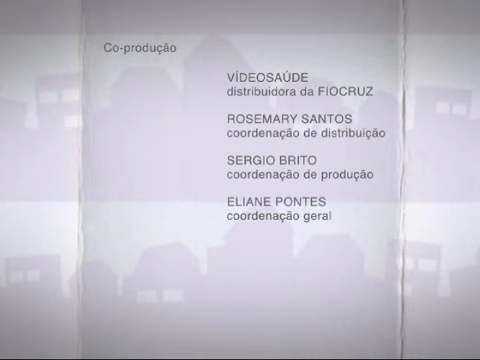 Co-produção
VÍDEOSAÚDE
distribuidora da FIOCRUZ
ROSEMARY SANTOS
coordenação de distribuição
SERGIO BRITO
coordenação de produção
ELIANE PONTES
coordenação geral